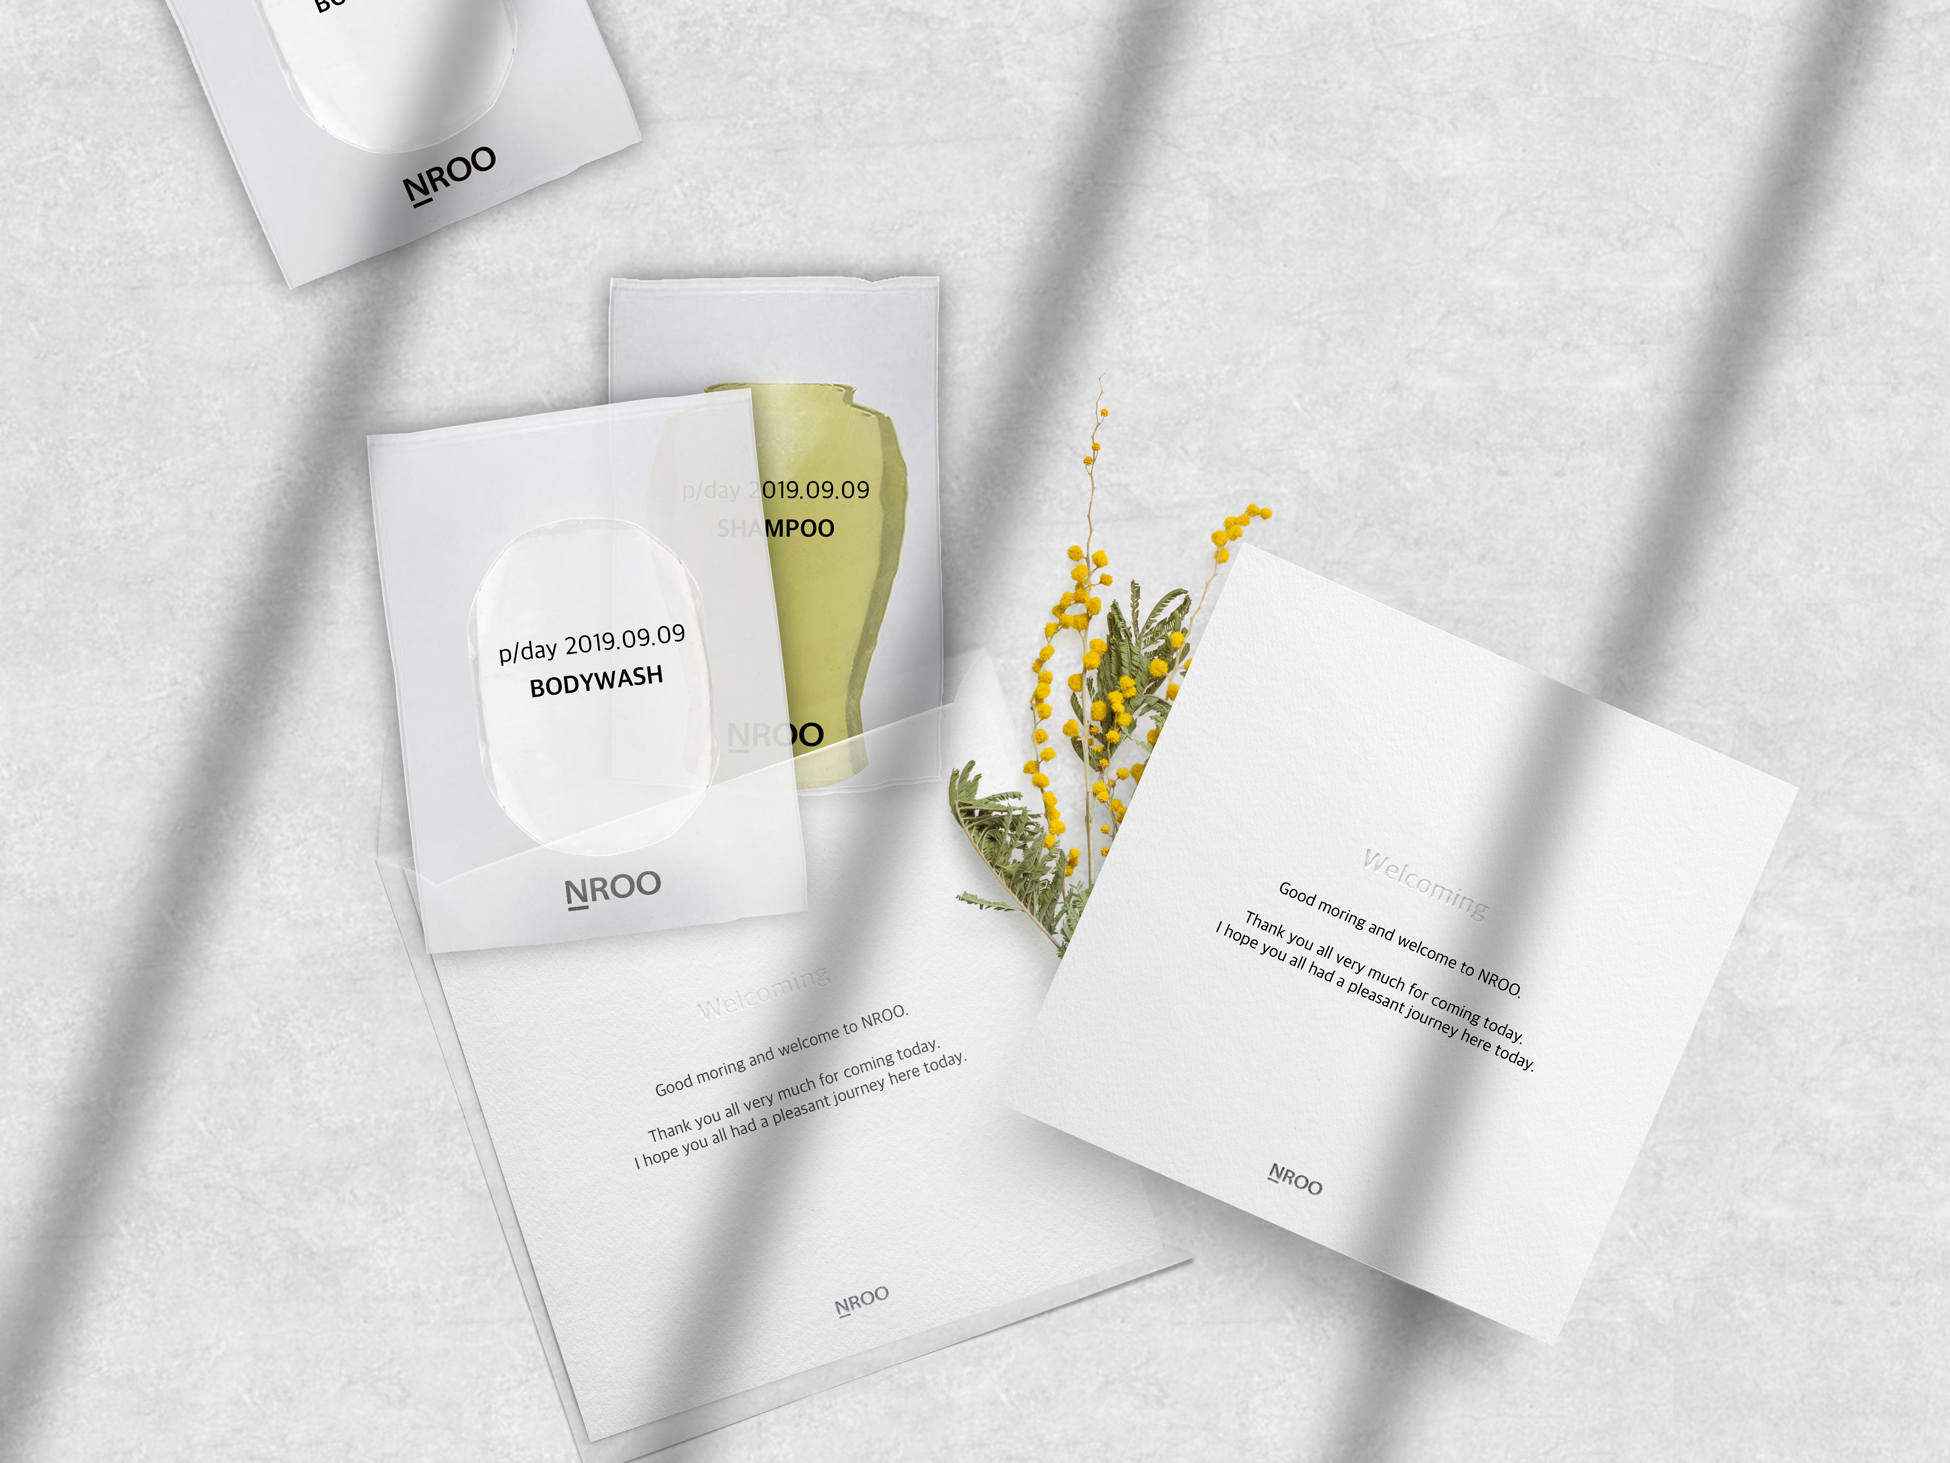 NROO
p/day 2019.09.09
SHAMPOO
NROO
p/day 2019.09.09
BODYWASH
NROO
Welcoming
Good moring and welcome to NROO.
Thank you all very much for coming today.
I hope you all had a pleasant journey here today.
NROO
Welcoming
Good moring and welcome to NROO.
Thank you all very much for coming today.
I hope you all had a pleasant journey here today.
NROO